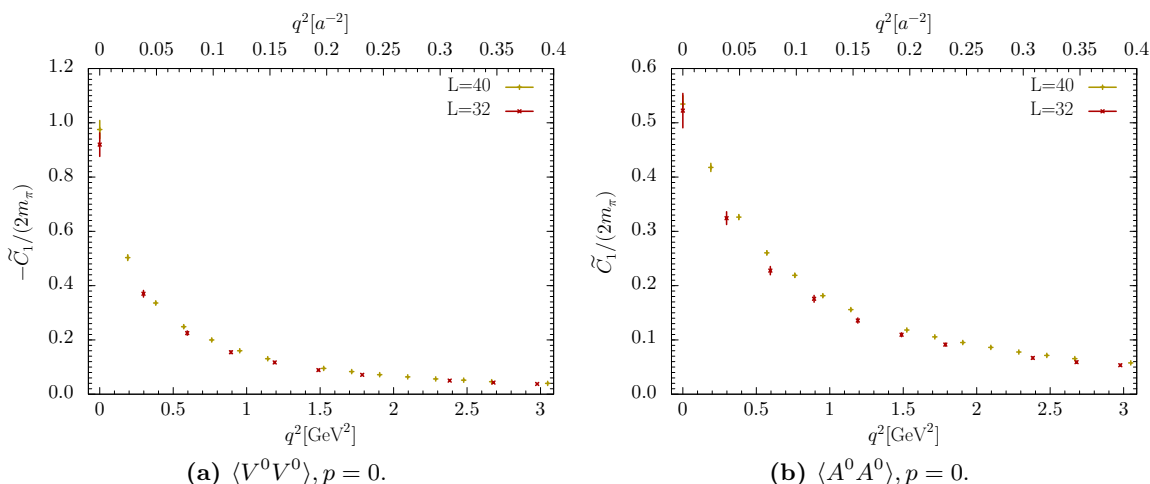 q²[a⁻²]
0 0.05 0.1 0.15 0.2 0.25 0.3 0.35 0.4
1.2
1.0
0.8
0.6
0.4
0.2
0.0
−C̃₁/(2m_π)
L=40
L=32
0 0.5 1 1.5 2 2.5 3
q²[GeV²]
(a) ⟨V⁰V⁰⟩, p = 0.
q²[a⁻²]
0 0.05 0.1 0.15 0.2 0.25 0.3 0.35 0.4
0.6
0.5
0.4
0.3
0.2
0.1
0.0
C̃₁/(2m_π)
L=40
L=32
0 0.5 1 1.5 2 2.5 3
q²[GeV²]
(b) ⟨A⁰A⁰⟩, p = 0.